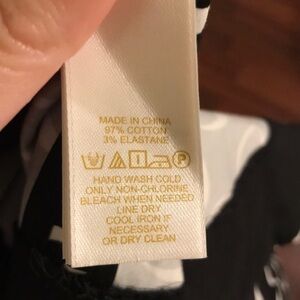 MADE IN CHINA
97% COTTON
3% ELASTANE
P
HAND WASH COLD
ONLY NON-CHLORINE
BLEACH WHEN NEEDED
LINE DRY
COOL IRON IF
NECESSARY
OR DRY CLEAN